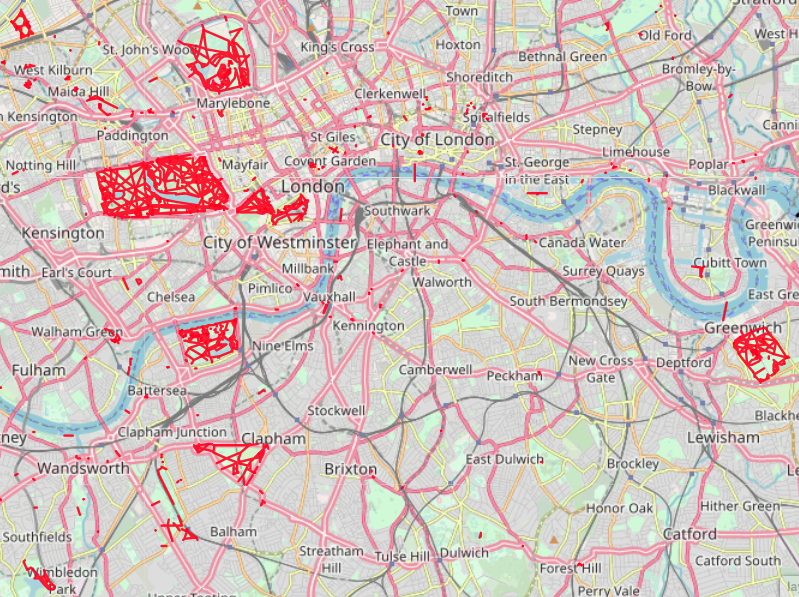 Town
Stratford
Old Ford
West H
St. John's Wood
King's Cross
Hoxton
Bethnal Green
West Kilburn
Shoreditch
Bromley-by-
Bow
Maida Hill
Marylebone
Clerkenwell
n Kensington
Paddington
Spitalfields
Stepney
Canni
St Giles
City of London
Limehouse
Notting Hill
Mayfair
Covent Garden
St. George
in the East
Poplar
rd's
London
Blackwall
Southwark
Kensington
City of Westminster
Elephant and
Castle
Canada Water
Greenwic
Peninsu
mith
Earl's Court
Millbank
Surrey Quays
Cubitt Town
Chelsea
Pimlico
Walworth
Vauxhall
South Bermondsey
East Gre
Walham Green
Kennington
Greenwich
Nine Elms
Fulham
Camberwell
Peckham
New Cross
Gate
Deptford
Battersea
Stockwell
Blackhe
ney
Clapham Junction
Clapham
Lewisham
Wandsworth
Brixton
East Dulwich
Brockley
Le
Honor Oak
Hither Green
Southfields
Balham
Catford
Streatham
Hill
Tulse Hill
Dulwich
Catford South
Wimbledon
Park
Forest Hill
Upper Tooting
Perry Vale